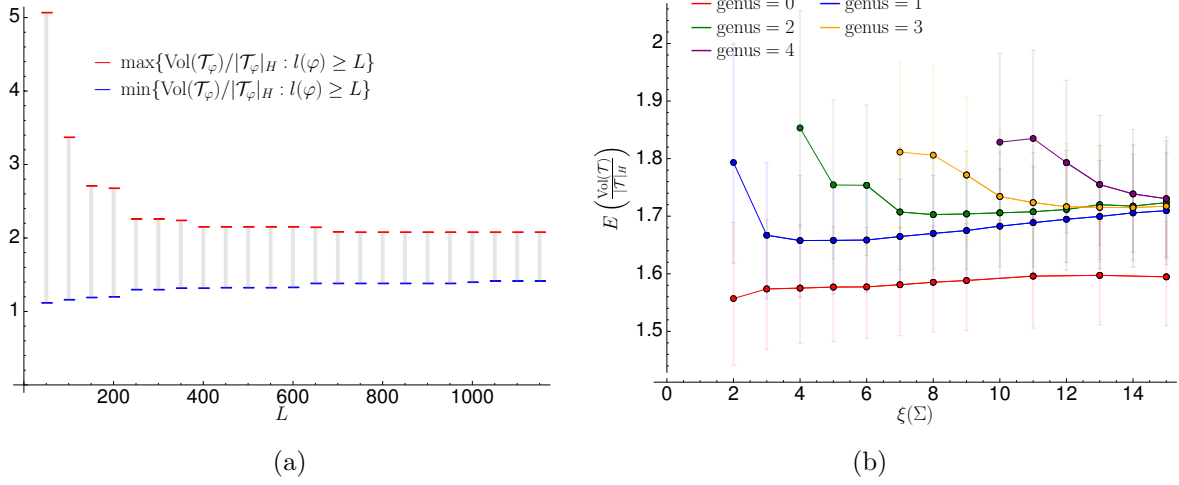 5
4
3
2
1
max{Vol(𝒯_φ)/|𝒯_φ|_H : l(φ) ≥ L}
min{Vol(𝒯_φ)/|𝒯_φ|_H : l(φ) ≥ L}
200 400 600 800 1000
L
(a)
genus = 0 genus = 1
genus = 2 genus = 3
genus = 4
2
1.9
1.8
1.7
1.6
1.5
E (Vol(𝒯)/|𝒯|_H)
0 2 4 6 8 10 12 14
ξ(Σ)
(b)